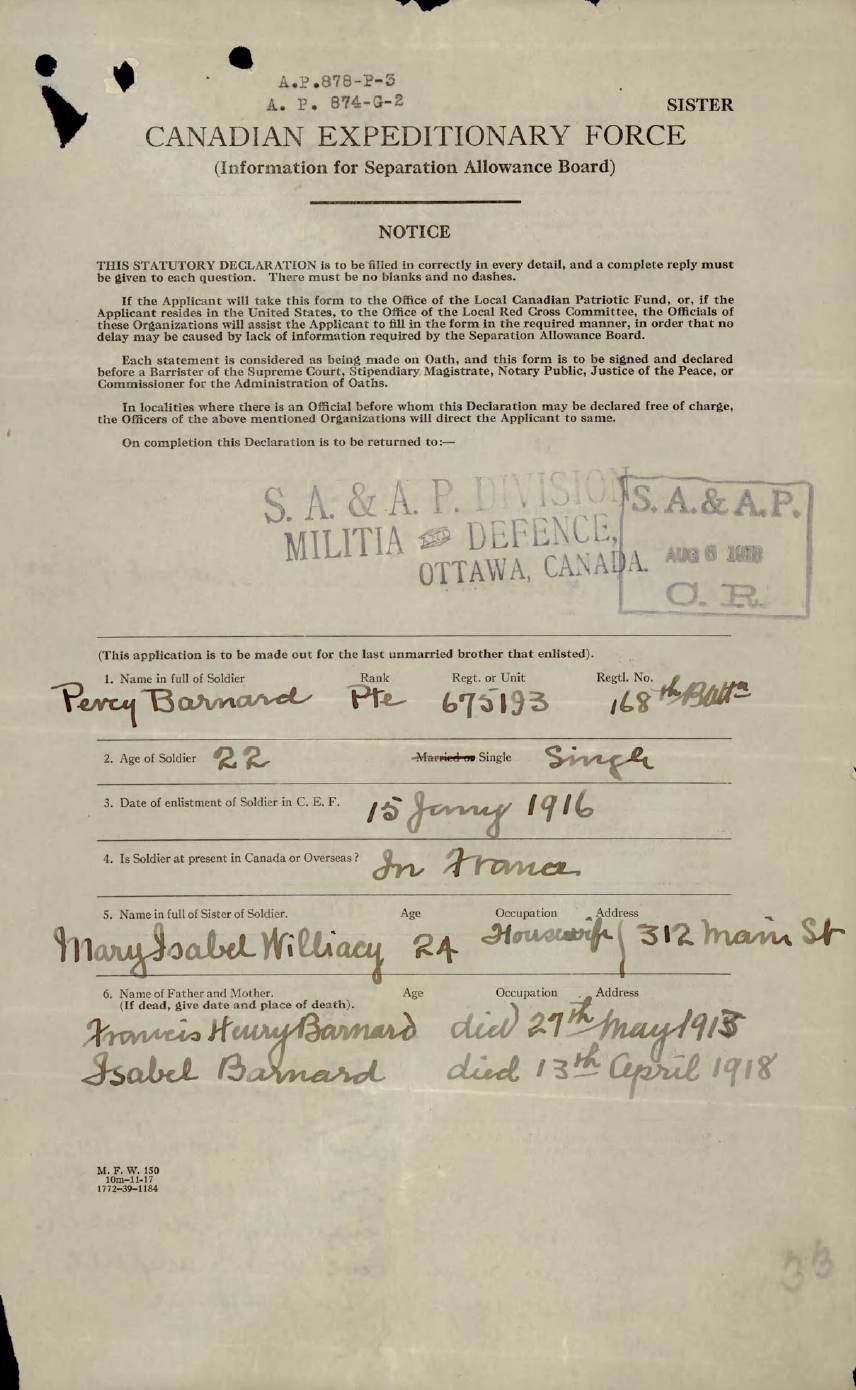 A.P.878-P-3
A. P. 874-G-2
SISTER
CANADIAN EXPEDITIONARY FORCE
(Information for Separation Allowance Board)
NOTICE
THIS STATUTORY DECLARATION is to be filled in correctly in every detail, and a complete reply must
be given to each question. There must be no blanks and no dashes.
If the Applicant will take this form to the Office of the Local Canadian Patriotic Fund, or, if the
Applicant resides in the United States, to the Office of the Local Red Cross Committee, the Officials of
these Organizations will assist the Applicant to fill in the form in the required manner, in order that no
delay may be caused by lack of information required by the Separation Allowance Board.
Each statement is considered as being made on Oath, and this form is to be signed and declared
before a Barrister of the Supreme Court, Stipendiary Magistrate, Notary Public, Justice of the Peace, or
Commissioner for the Administration of Oaths.
In localities where there is an Official before whom this Declaration may be declared free of charge,
the Officers of the above mentioned Organizations will direct the Applicant to same.
On completion this Declaration is to be returned to:—
S. A. & A. P. DIVISION
MILITIA DEFENCE,
OTTAWA, CANADA.
S. A. & A. P.
AUG 6 1918
C. R.
(This application is to be made out for the last unmarried brother that enlisted).
1. Name in full of Soldier Rank Regt. or Unit Regtl. No.
Percy Barnard Pte 675193 168th Battn
2. Age of Soldier 22 Married or Single Single
3. Date of enlistment of Soldier in C. E. F. 15 Janry 1916
4. Is Soldier at present in Canada or Overseas? In France
5. Name in full of Sister of Soldier. Age Occupation Address
Mary Isabel Williacy 24 Housewife 312 Main St
6. Name of Father and Mother. Age Occupation Address
(If dead, give date and place of death).
Francis Henry Barnard died 27th May 1913
Isabel Barnard died 13th April 1918
M. F. W. 150
10m-11-17
1772-39-1184
33